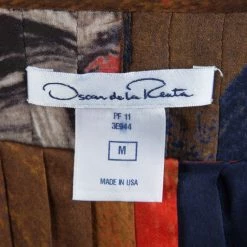 Oscar de la Renta
PF 11
3E944
M
MADE IN USA